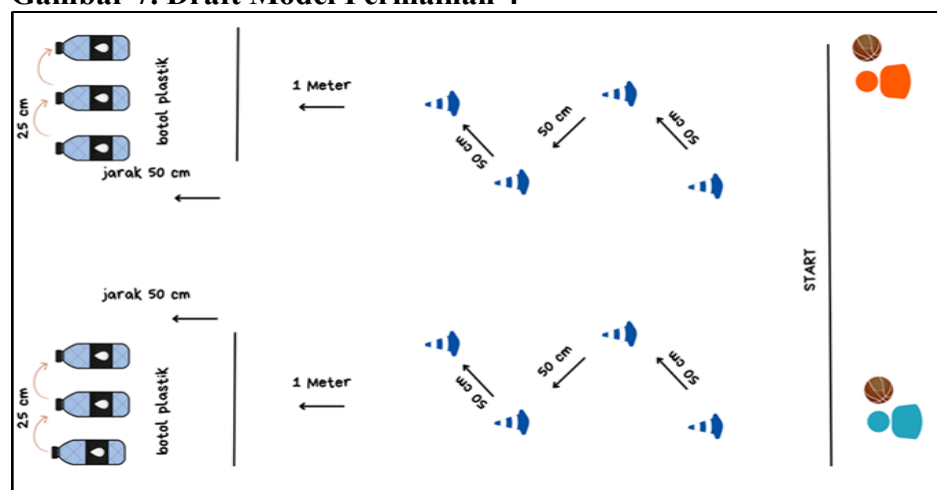 Gambar 7. Draft Model Permainan 4
25 cm
botol plastik
1 Meter
50 cm
50 cm
50 cm
jarak 50 cm
START
jarak 50 cm
25 cm
botol plastik
1 Meter
50 cm
50 cm
50 cm